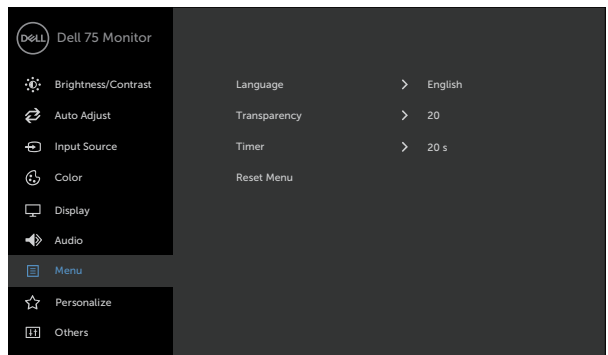 DELL Dell 75 Monitor
Brightness/Contrast
Auto Adjust
Input Source
Color
Display
Audio
Menu
Personalize
Others
Language > English
Transparency > 20
Timer > 20 s
Reset Menu